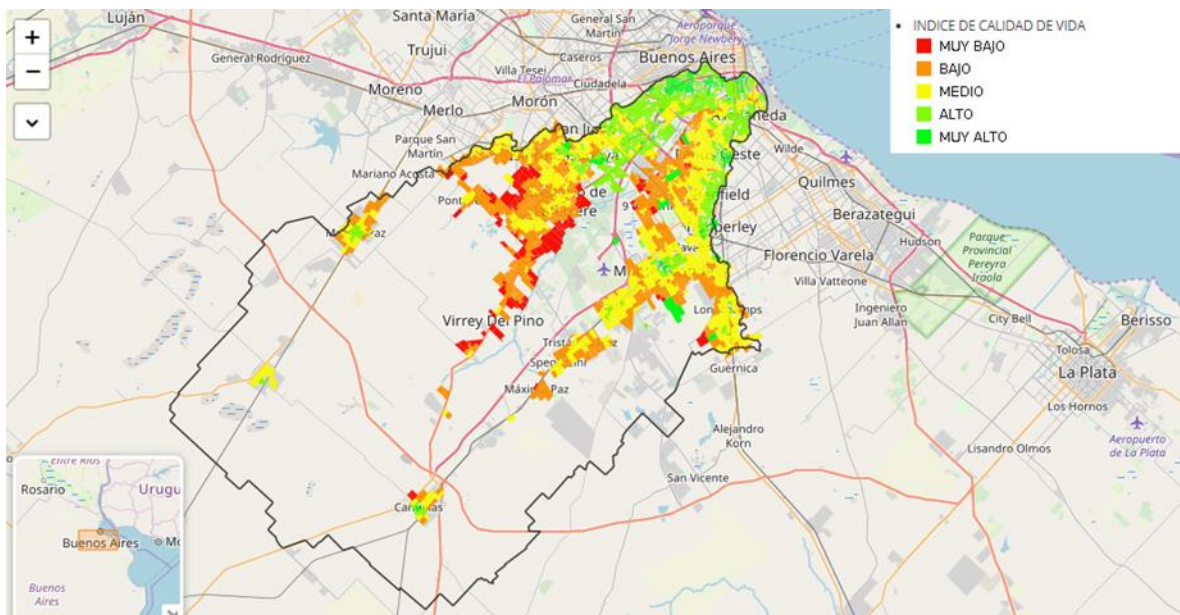 Luján
Santa María
General San
Martín
Aeroparque
Jorge Newbery
+
−
Trujui
Caseros
Buenos Aires
General Rodríguez
Villa Tesei
El Palomar
Ciudadela
Moreno
Morón
Merlo
Parque San
Martín
Mariano Acosta
Wilde
Quilmes
Berazategui
Hudson
Parque
Provincial
Pereyra
Iraola
Florencio Varela
Villa Vatteone
Ingeniero
Juan Allan
City Bell
Berisso
Virrey Del Pino
Tolosa
La Plata
Guernica
Los Hornos
Alejandro
Korn
Aeropuerto
de La Plata
Lisandro Olmos
San Vicente
INDICE DE CALIDAD DE VIDA
MUY BAJO
BAJO
MEDIO
ALTO
MUY ALTO
Entre Ríos
Rosario
Buenos Aires
Buenos
Aires